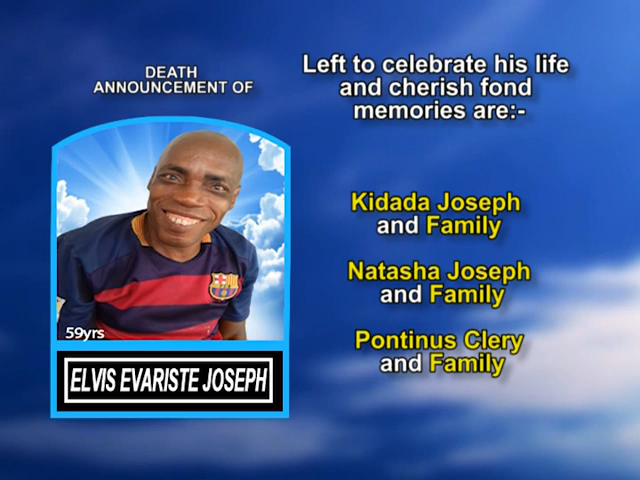 DEATH
ANNOUNCEMENT OF
59yrs
ELVIS EVARISTE JOSEPH
Left to celebrate his life
and cherish fond
memories are:-
Kidada Joseph
and Family
Natasha Joseph
and Family
Pontinus Clery
and Family